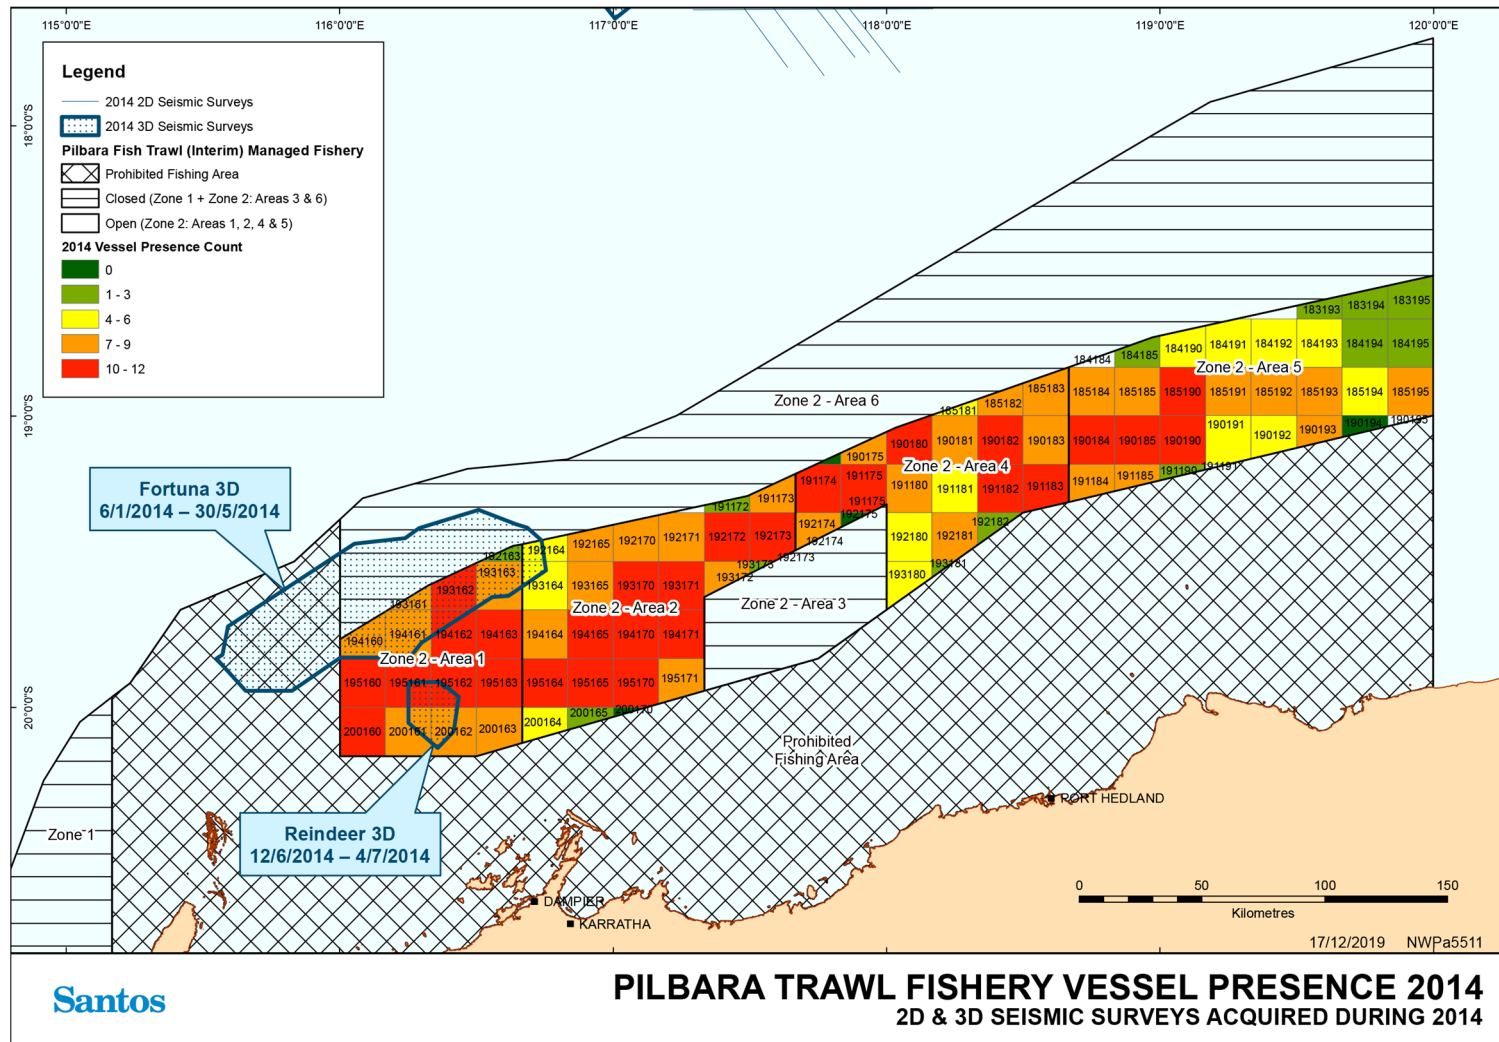 115°0'0"E 116°0'0"E 117°0'0"E 118°0'0"E 119°0'0"E 120°0'0"E
18°0'0"S
19°0'0"S
20°0'0"S
Legend
2014 2D Seismic Surveys
2014 3D Seismic Surveys
Pilbara Fish Trawl (Interim) Managed Fishery
Prohibited Fishing Area
Closed (Zone 1 + Zone 2: Areas 3 & 6)
Open (Zone 2: Areas 1, 2, 4 & 5)
2014 Vessel Presence Count
0
1 - 3
4 - 6
7 - 9
10 - 12
183193 183194 183195
184184 184185 184190 184191 184192 184193 184194 184195
Zone 2 - Area 5
185181 185182 185183 185184 185185 185190 185191 185192 185193 185194 185195
Zone 2 - Area 6
190175 190180 190181 190182 190183 190184 190185 190190 190191 190192 190193 190194 190195
Zone 2 - Area 4
191172 191173 191174 191175 191175 191180 191181 191182 191183 191184 191185 191190 191191
Fortuna 3D
6/1/2014 – 30/5/2014
192163 192164 192165 192170 192171 192172 192173 192174 192175 192174 192173 192180 192181 192182
193161 193162 193163 193164 193165 193170 193171 193172 193173 193180 193181
Zone 2 - Area 2
Zone 2 - Area 3
194160 194161 194162 194163 194164 194165 194170 194171
Zone 2 - Area 1
195160 195161 195162 195163 195164 195165 195170 195171
200160 200161 200162 200163 200164 200165 200170
Prohibited
Fishing Area
Zone 1
Reindeer 3D
12/6/2014 – 4/7/2014
PORT HEDLAND
DAMPIER
KARRATHA
0 50 100 150
Kilometres
17/12/2019 NWPa5511
Santos
PILBARA TRAWL FISHERY VESSEL PRESENCE 2014
2D & 3D SEISMIC SURVEYS ACQUIRED DURING 2014